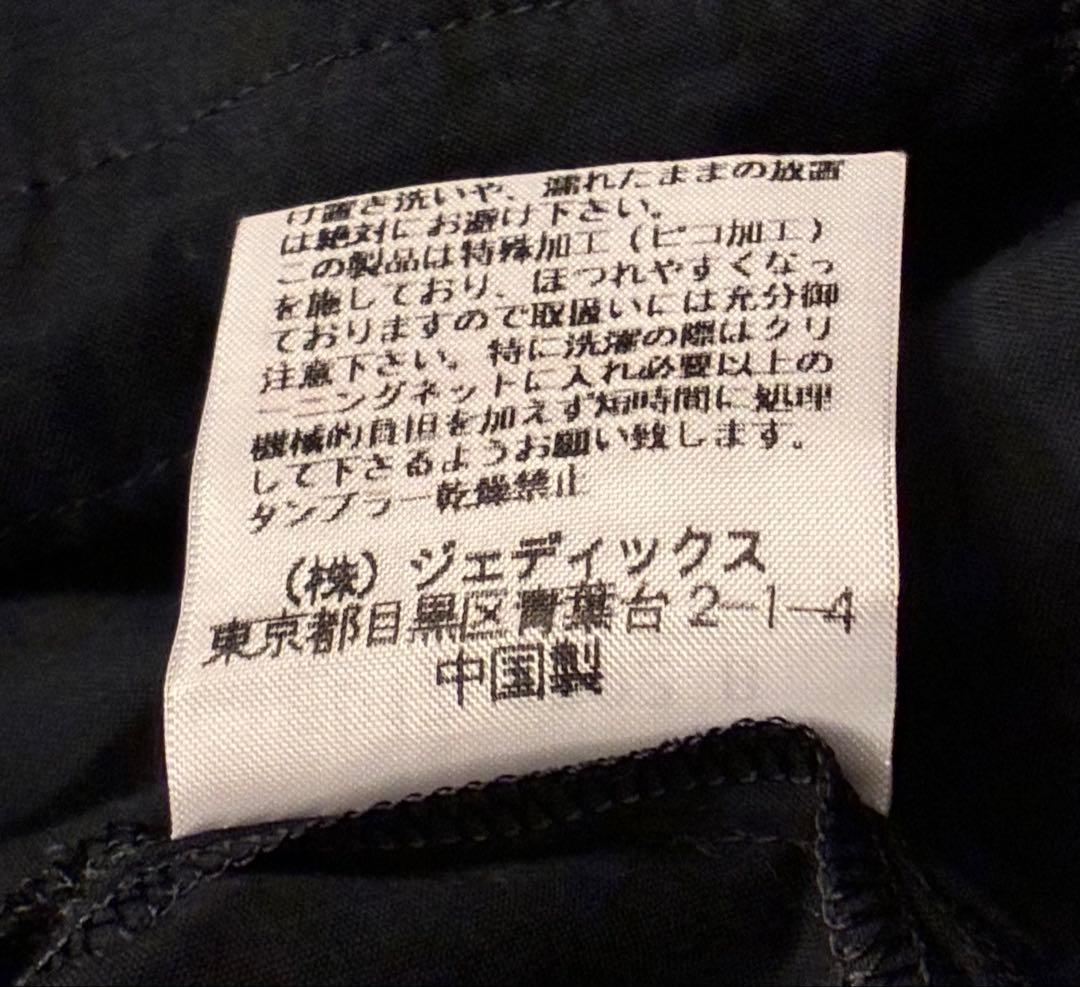 け置き洗いや、濡れたままの放置
は絶対にお避け下さい。
この製品は特殊加工（ピコ加工）
を施しており、ほつれやすくなっ
ておりますので取扱いには充分御
注意下さい。特に洗濯の際はクリ
ーニングネットに入れ必要以上の
機械的負担を加えず短時間に処理
して下さるようお願い致します。
タンブラー乾燥禁止
（株）ジェディックス
東京都目黒区青葉台2-1-4
中国製